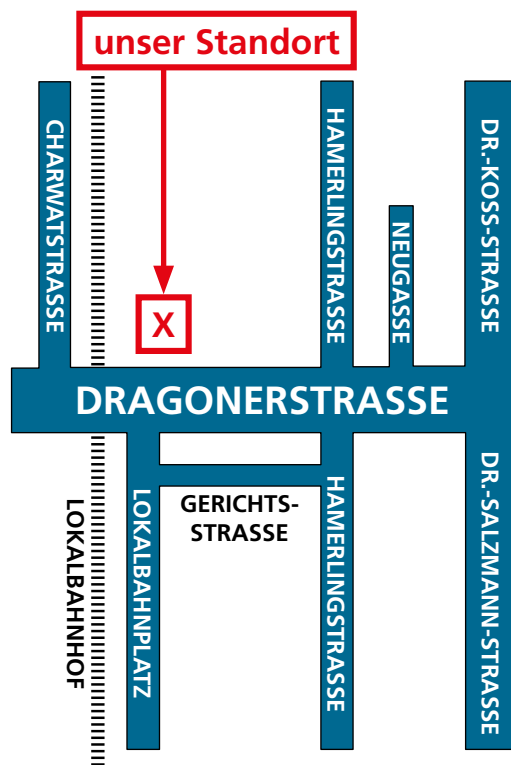 unser Standort
CHARWATSTRASSE
HAMERLINGSTRASSE
NEUGASSE
DR.-KOSS-STRASSE
X
DRAGONERSTRASSE
LOKALBAHNHOF
LOKALBAHNPLATZ
GERICHTS-
STRASSE
HAMERLINGSTRASSE
DR.-SALZMANN-STRASSE